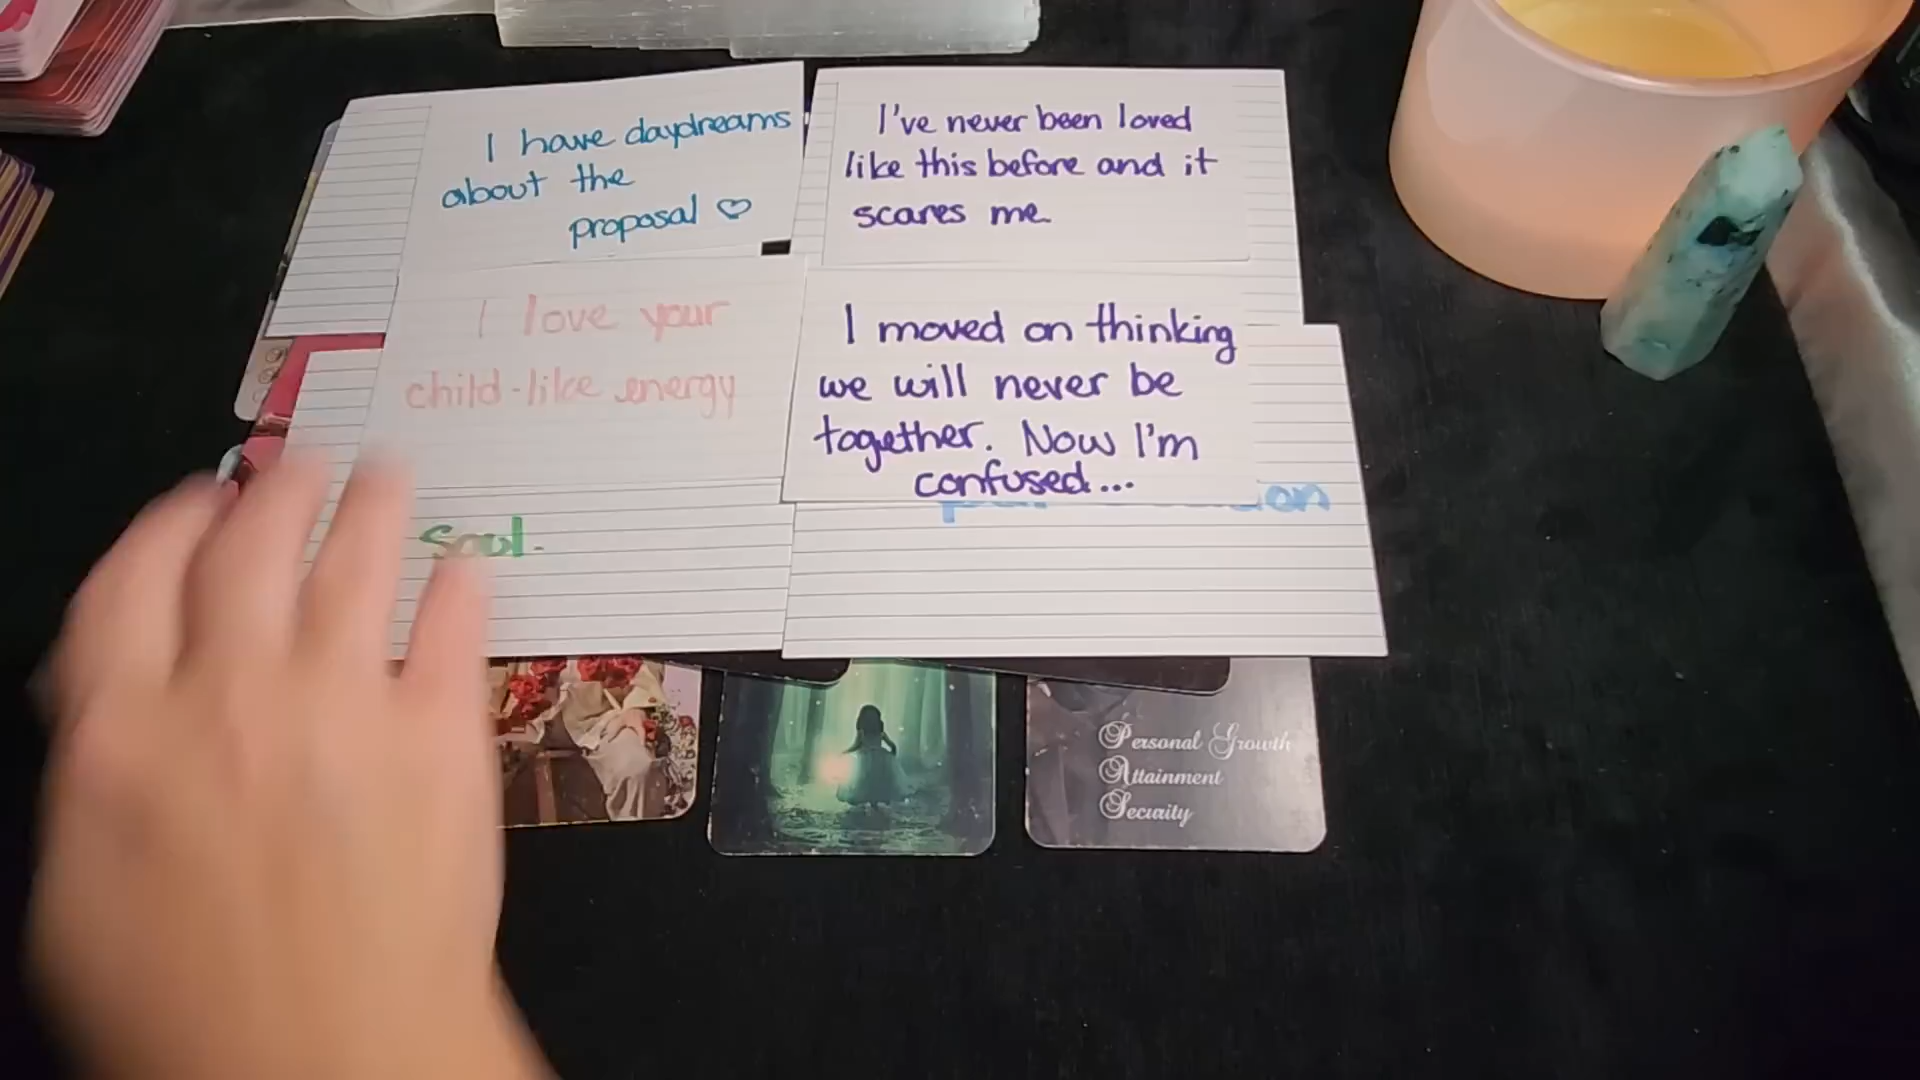 I have daydreams
about the
proposal ♡
I've never been loved
like this before and it
scares me
I love your
child-like energy
I moved on thinking
we will never be
together. Now I'm
confused...
Soul.
Personal Growth
Attainment
Security